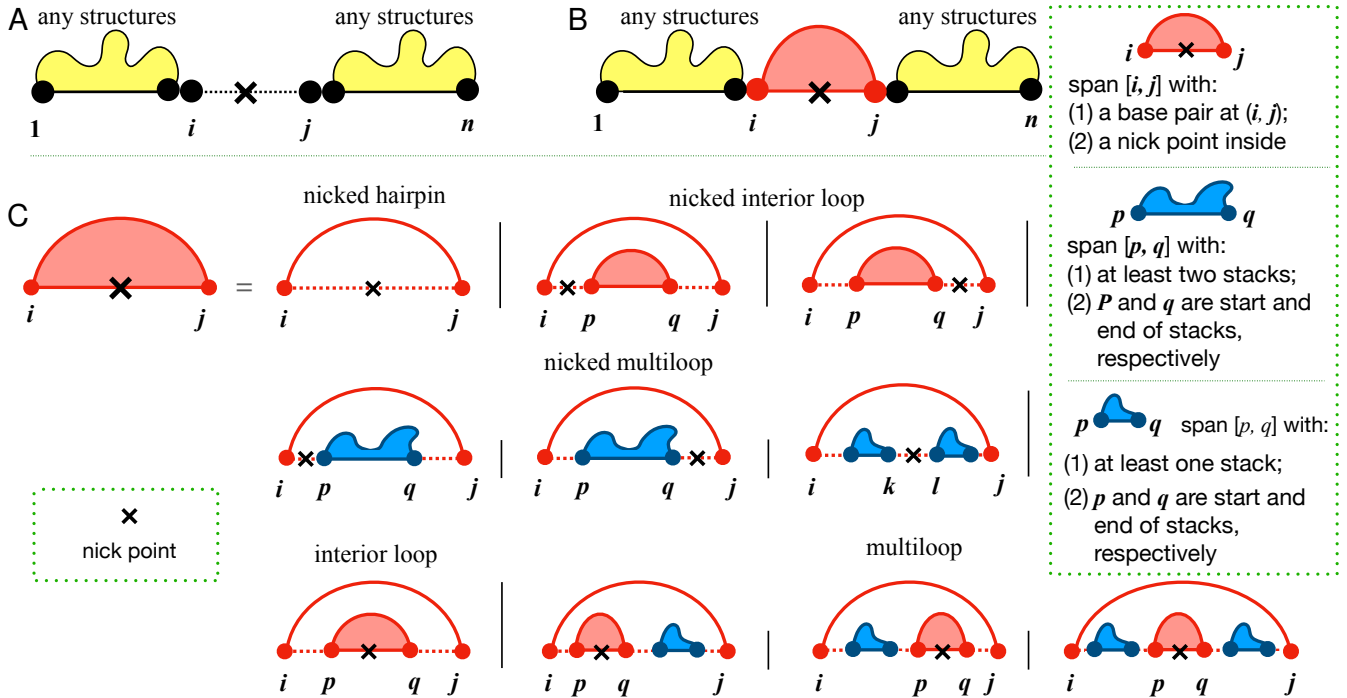 A
any structures
any structures
1
i
j
n
B
any structures
any structures
1
i
j
n
i
j
span [i, j] with:
(1) a base pair at (i, j);
(2) a nick point inside
p
q
span [p, q] with:
(1) at least two stacks;
(2) P and q are start and
end of stacks,
respectively
p
q
span [p, q] with:
(1) at least one stack;
(2) p and q are start and
end of stacks,
respectively
C
nicked hairpin
nicked interior loop
=
i
j
i
j
i
p
q
j
i
p
q
j
nicked multiloop
i
p
q
j
i
p
q
j
i
k
l
j
nick point
interior loop
multiloop
i
p
q
j
i
p
q
j
i
p
q
j
i
p
q
j